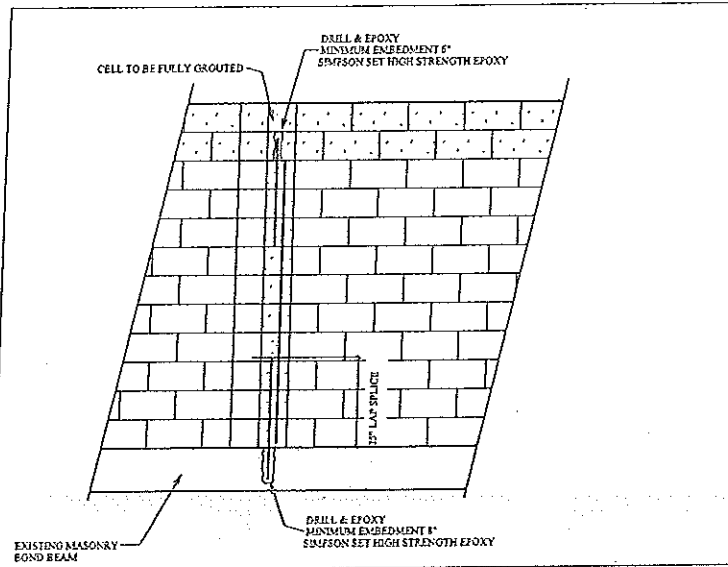 DRILL & EPOXY
MINIMUM EMBEDMENT 6"
SIMPSON SET HIGH STRENGTH EPOXY
CELL TO BE FULLY GROUTED
25" LAP SPLICE
DRILL & EPOXY
MINIMUM EMBEDMENT 8"
SIMPSON SET HIGH STRENGTH EPOXY
EXISTING MASONRY
BOND BEAM